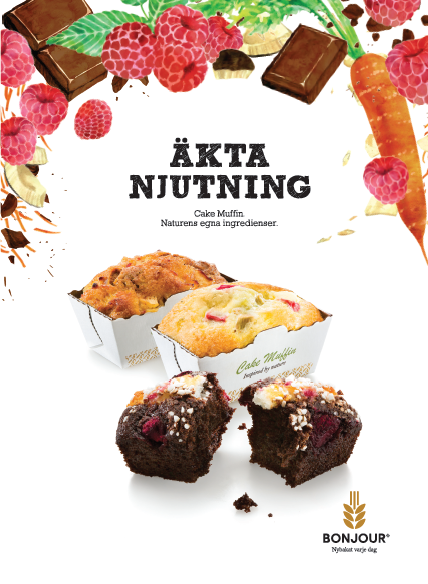 ÄKTA
NJUTNING
Cake Muffin.
Naturens egna ingredienser.
Cake Muffin
Inspired by nature
BONJOUR®
Nybakat varje dag